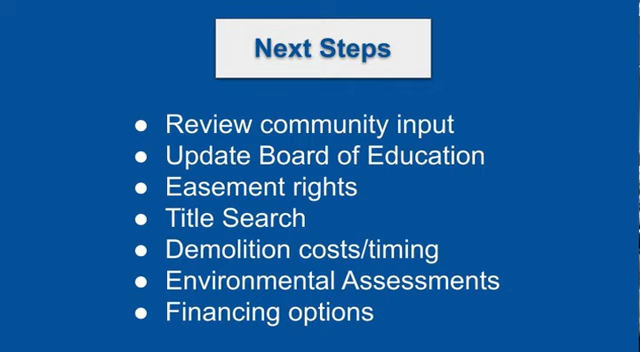 Next Steps
● Review community input
● Update Board of Education
● Easement rights
● Title Search
● Demolition costs/timing
● Environmental Assessments
● Financing options